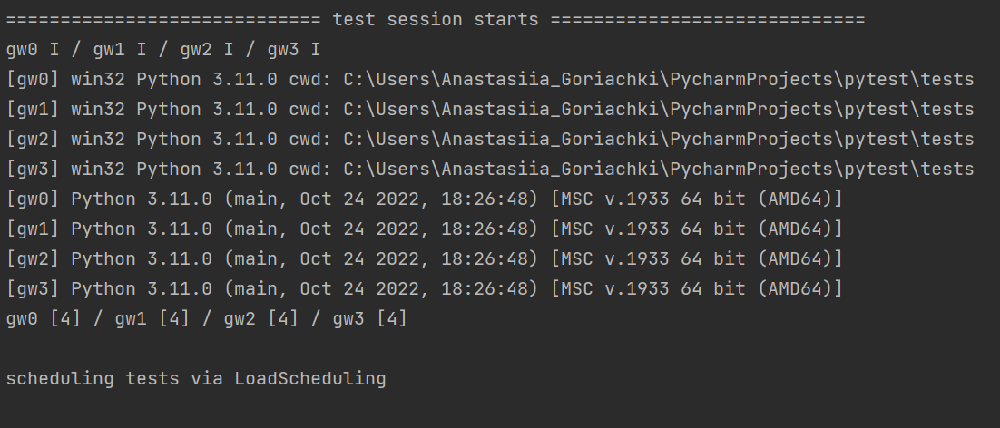 ============================= test session starts =============================
gw0 I / gw1 I / gw2 I / gw3 I
[gw0] win32 Python 3.11.0 cwd: C:\Users\Anastasiia_Goriachki\PycharmProjects\pytest\tests
[gw1] win32 Python 3.11.0 cwd: C:\Users\Anastasiia_Goriachki\PycharmProjects\pytest\tests
[gw2] win32 Python 3.11.0 cwd: C:\Users\Anastasiia_Goriachki\PycharmProjects\pytest\tests
[gw3] win32 Python 3.11.0 cwd: C:\Users\Anastasiia_Goriachki\PycharmProjects\pytest\tests
[gw0] Python 3.11.0 (main, Oct 24 2022, 18:26:48) [MSC v.1933 64 bit (AMD64)]
[gw1] Python 3.11.0 (main, Oct 24 2022, 18:26:48) [MSC v.1933 64 bit (AMD64)]
[gw2] Python 3.11.0 (main, Oct 24 2022, 18:26:48) [MSC v.1933 64 bit (AMD64)]
[gw3] Python 3.11.0 (main, Oct 24 2022, 18:26:48) [MSC v.1933 64 bit (AMD64)]
gw0 [4] / gw1 [4] / gw2 [4] / gw3 [4]
scheduling tests via LoadScheduling